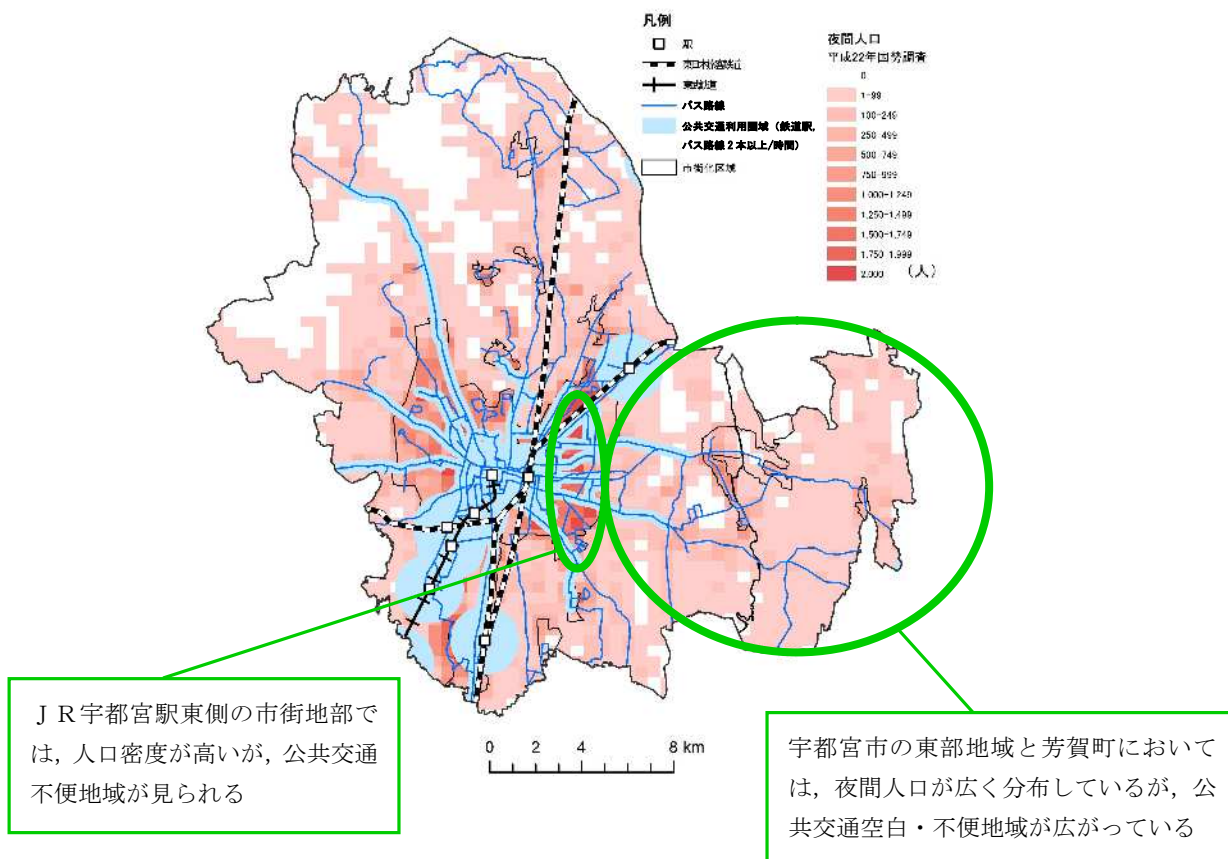 凡例
駅
東日本旅客鉄道
東武鉄道
バス路線
公共交通利用圏域（鉄道駅，
バス路線２本以上/時間）
市街化区域
夜間人口
平成22年国勢調査
0
1-99
100-249
250-499
500-749
750-999
1,000-1,249
1,250-1,499
1,500-1,749
1,750-1,999
2,000
（人）
ＪＲ宇都宮駅東側の市街地部で
は，人口密度が高いが，公共交通
不便地域が見られる
0 2 4 8 km
宇都宮市の東部地域と芳賀町において
は，夜間人口が広く分布しているが，公
共交通空白・不便地域が広がっている